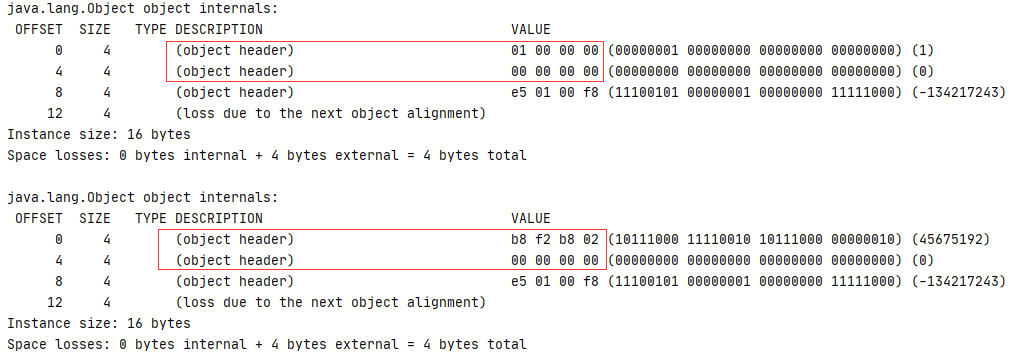 java.lang.Object object internals:
 OFFSET  SIZE   TYPE DESCRIPTION                               VALUE
      0     4        (object header)                           01 00 00 00 (00000001 00000000 00000000 00000000) (1)
      4     4        (object header)                           00 00 00 00 (00000000 00000000 00000000 00000000) (0)
      8     4        (object header)                           e5 01 00 f8 (11100101 00000001 00000000 11111000) (-134217243)
     12     4        (loss due to the next object alignment)
Instance size: 16 bytes
Space losses: 0 bytes internal + 4 bytes external = 4 bytes total

java.lang.Object object internals:
 OFFSET  SIZE   TYPE DESCRIPTION                               VALUE
      0     4        (object header)                           b8 f2 b8 02 (10111000 11110010 10111000 00000010) (45675192)
      4     4        (object header)                           00 00 00 00 (00000000 00000000 00000000 00000000) (0)
      8     4        (object header)                           e5 01 00 f8 (11100101 00000001 00000000 11111000) (-134217243)
     12     4        (loss due to the next object alignment)
Instance size: 16 bytes
Space losses: 0 bytes internal + 4 bytes external = 4 bytes total